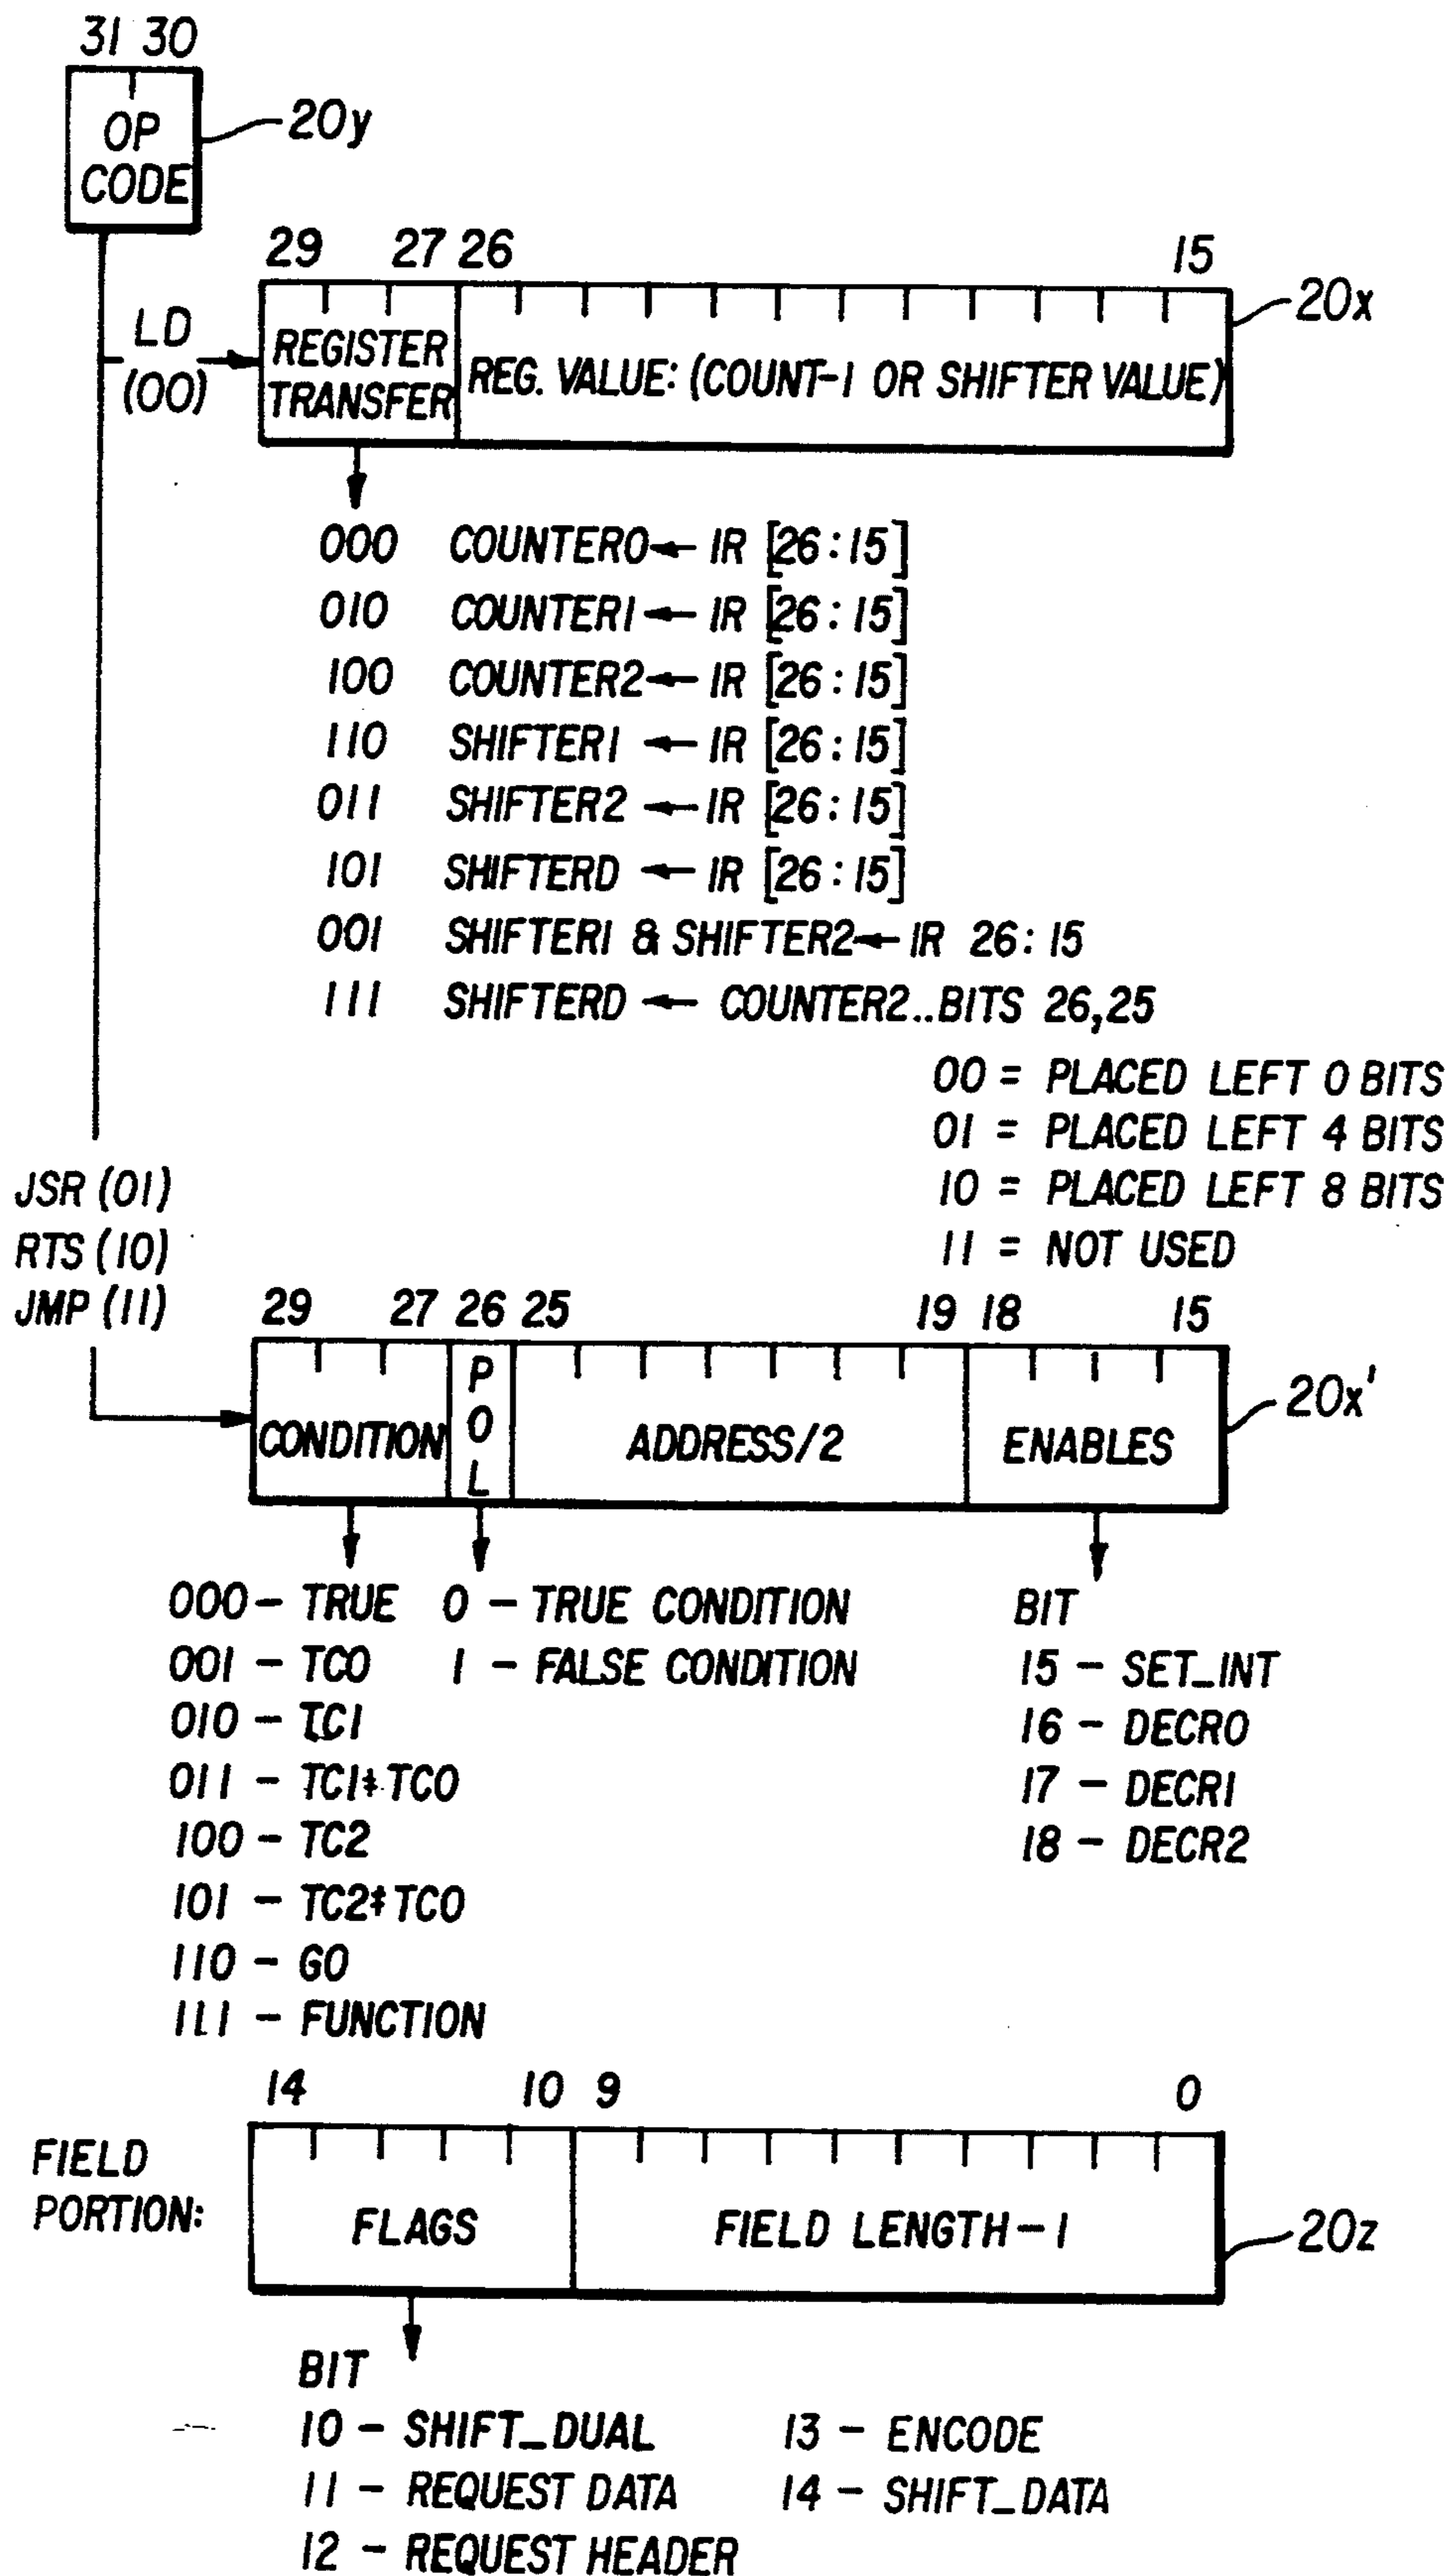 31 30
OP
CODE
20y
29 27 26 15
20x
LD
(00)
REGISTER
TRANSFER
REG. VALUE: (COUNT-1 OR SHIFTER VALUE)
000 COUNTER0← IR [26:15]
010 COUNTER1← IR [26:15]
100 COUNTER2← IR [26:15]
110 SHIFTER1 ← IR [26:15]
011 SHIFTER2 ← IR [26:15]
101 SHIFTERD ← IR [26:15]
001 SHIFTER1 & SHIFTER2← IR 26:15
111 SHIFTERD ← COUNTER2..BITS 26,25
00 = PLACED LEFT 0 BITS
01 = PLACED LEFT 4 BITS
10 = PLACED LEFT 8 BITS
11 = NOT USED
JSR (01)
RTS (10)
JMP (11)
29 27 26 25 19 18 15
20x'
CONDITION
POL
ADDRESS/2
ENABLES
000 - TRUE
001 - TC0
010 - TC1
011 - TC1‡TC0
100 - TC2
101 - TC2‡TC0
110 - GO
111 - FUNCTION
0 - TRUE CONDITION
1 - FALSE CONDITION
BIT
15 - SET_INT
16 - DECR0
17 - DECR1
18 - DECR2
14 10 9 0
FIELD
PORTION:
FLAGS
FIELD LENGTH-1
20z
BIT
10 - SHIFT_DUAL
11 - REQUEST DATA
12 - REQUEST HEADER
13 - ENCODE
14 - SHIFT_DATA